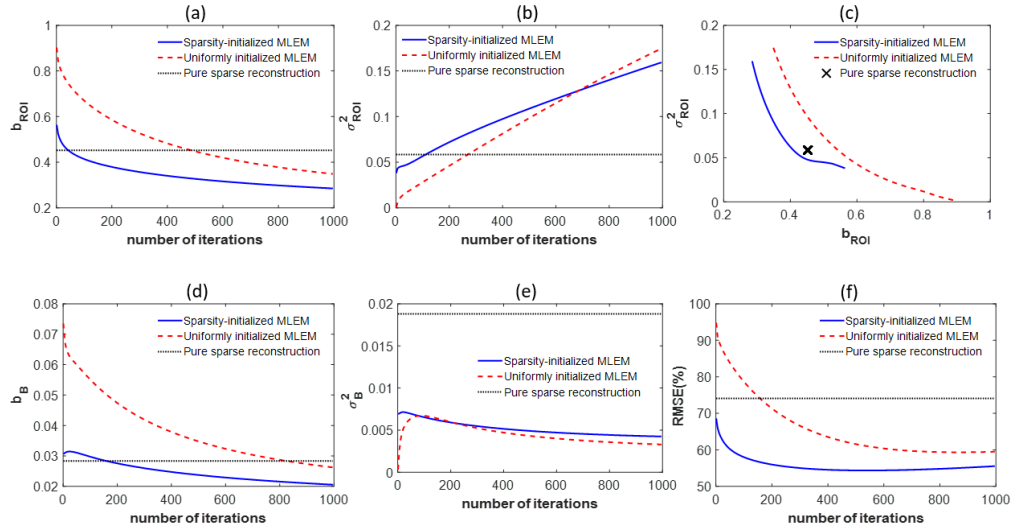 (a)
1
0.8
0.6
0.4
0.2
b_ROI
Sparsity-initialized MLEM
Uniformly initialized MLEM
Pure sparse reconstruction
0 200 400 600 800 1000
number of iterations
(b)
0.2
0.15
0.1
0.05
0
σ²_ROI
Sparsity-initialized MLEM
Uniformly initialized MLEM
Pure sparse reconstruction
0 200 400 600 800 1000
number of iterations
(c)
0.2
0.15
0.1
0.05
0
σ²_ROI
Sparsity-initialized MLEM
Uniformly initialized MLEM
Pure sparse reconstruction
0.2 0.4 0.6 0.8 1
b_ROI
(d)
0.08
0.07
0.06
0.05
0.04
0.03
0.02
b_B
Sparsity-initialized MLEM
Uniformly initialized MLEM
Pure sparse reconstruction
0 200 400 600 800 1000
number of iterations
(e)
0.02
0.015
0.01
0.005
0
σ²_B
Sparsity-initialized MLEM
Uniformly initialized MLEM
Pure sparse reconstruction
0 200 400 600 800 1000
number of iterations
(f)
100
90
80
70
60
50
RMSE(%)
Sparsity-initialized MLEM
Uniformly initialized MLEM
Pure sparse reconstruction
0 200 400 600 800 1000
number of iterations